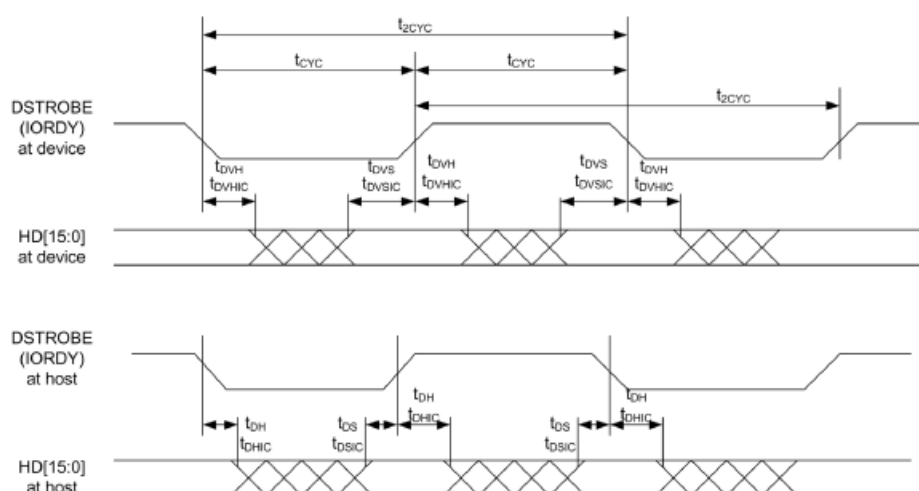 t2CYC
tCYC tCYC
t2CYC
DSTROBE
(IORDY)
at device
tDVH tDVS tDVH tDVS tDVH
tDVHIC tDVSIC tDVHIC tDVSIC tDVHIC
HD[15:0]
at device
DSTROBE
(IORDY)
at host
tDH tDS tDH tDS tDH
tDHIC tDSIC tDHIC tDSIC tDHIC
HD[15:0]
at host